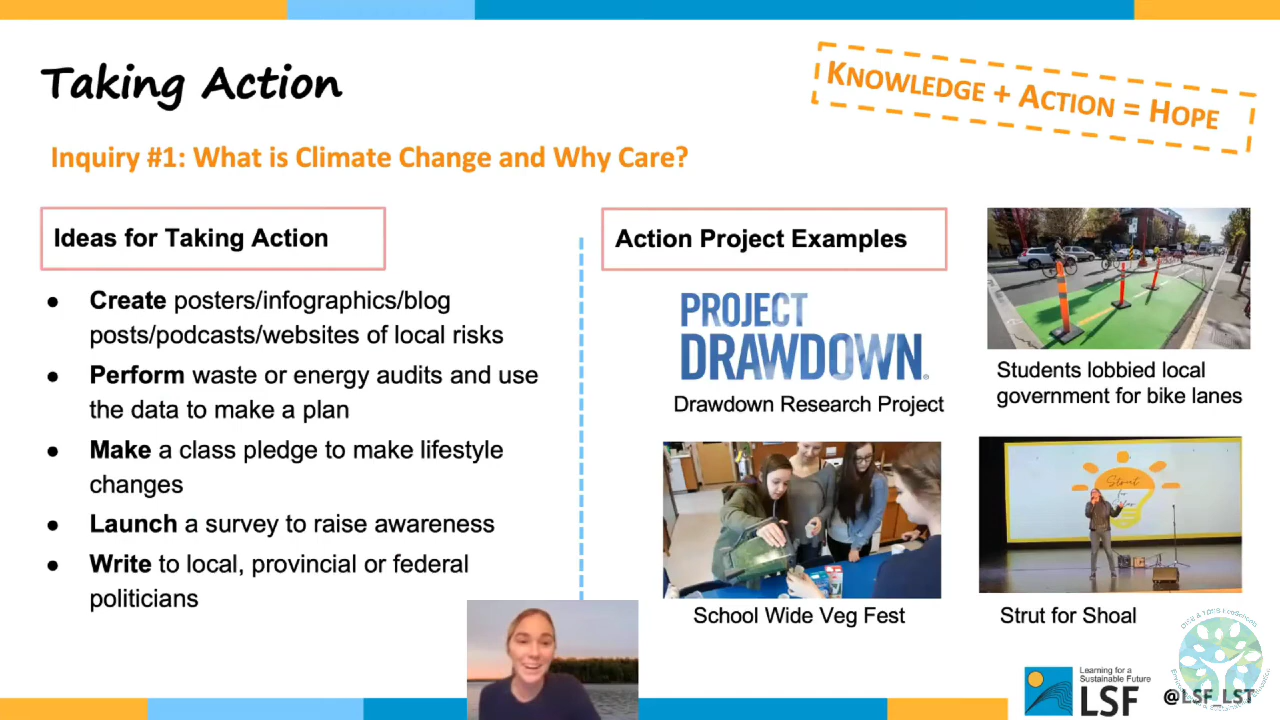 Taking Action
KNOWLEDGE + ACTION = HOPE
Inquiry #1: What is Climate Change and Why Care?
Ideas for Taking Action
● Create posters/infographics/blog
posts/podcasts/websites of local risks
● Perform waste or energy audits and use
the data to make a plan
● Make a class pledge to make lifestyle
changes
● Launch a survey to raise awareness
● Write to local, provincial or federal
politicians
Action Project Examples
PROJECT
DRAWDOWN.
Drawdown Research Project
Students lobbied local
government for bike lanes
School Wide Veg Fest
Strut
for
Strut for Shoal
Learning for a
Sustainable Future
LSF
@LSF_LST